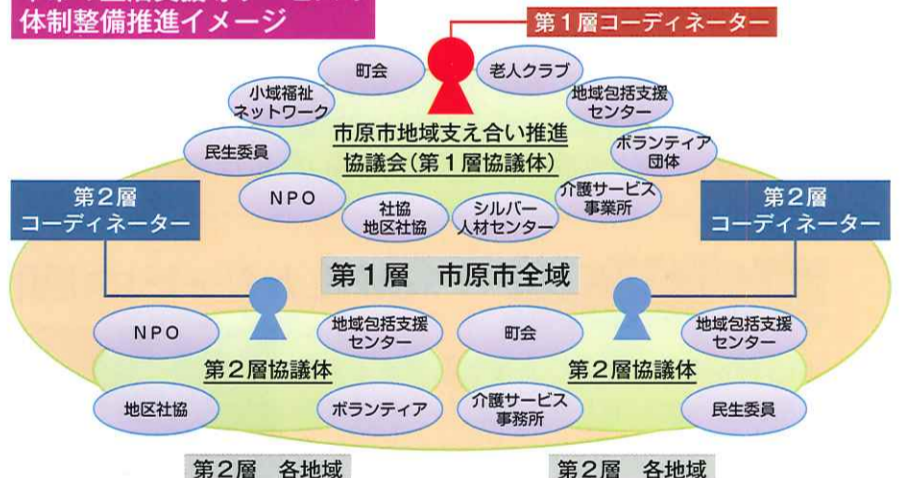 体制整備推進イメージ
第1層コーディネーター
町会
老人クラブ
小域福祉
ネットワーク
地域包括支援
センター
市原市地域支え合い推進
協議会(第1層協議体)
民生委員
ボランティア
団体
NPO
社協
地区社協
シルバー
人材センター
介護サービス
事業所
第2層
コーディネーター
第2層
コーディネーター
第1層 市原市全域
NPO
地域包括支援
センター
第2層協議体
地区社協
ボランティア
町会
地域包括支援
センター
第2層協議体
介護サービス
事務所
民生委員
第2層 各地域
第2層 各地域